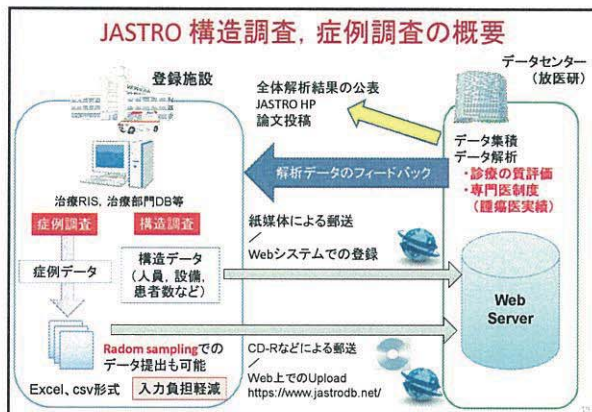 JASTRO 構造調査, 症例調査の概要
登録施設
治療RIS、治療部門DB等
症例調査
構造調査
症例データ
構造データ
(人員, 設備,
患者数など)
Radom samplingでの
データ提出も可能
Excel、csv形式
入力負担軽減
全体解析結果の公表
JASTRO HP
論文投稿
解析データのフィードバック
紙媒体による郵送
/
Webシステムでの登録
CD-Rなどによる郵送
/
Web上でのUpload
https://www.jastrodb.net/
データセンター
(放医研)
データ集積
データ解析
・診療の質評価
・専門医制度
(腫瘍医実績)
Web
Server